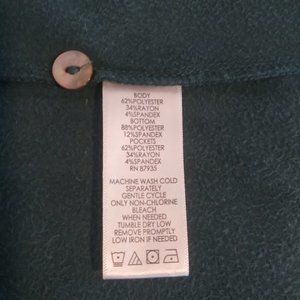 BODY
62%POLYESTER
34%RAYON
4%SPANDEX
BOTTOM
88%POLYESTER
12%SPANDEX
POCKETS
62%POLYESTER
34%RAYON
4%SPANDEX
RN 87935
MACHINE WASH COLD
SEPARATELY
GENTLE CYCLE
ONLY NON-CHLORINE
BLEACH
WHEN NEEDED
TUMBLE DRY LOW
REMOVE PROMPTLY
LOW IRON IF NEEDED